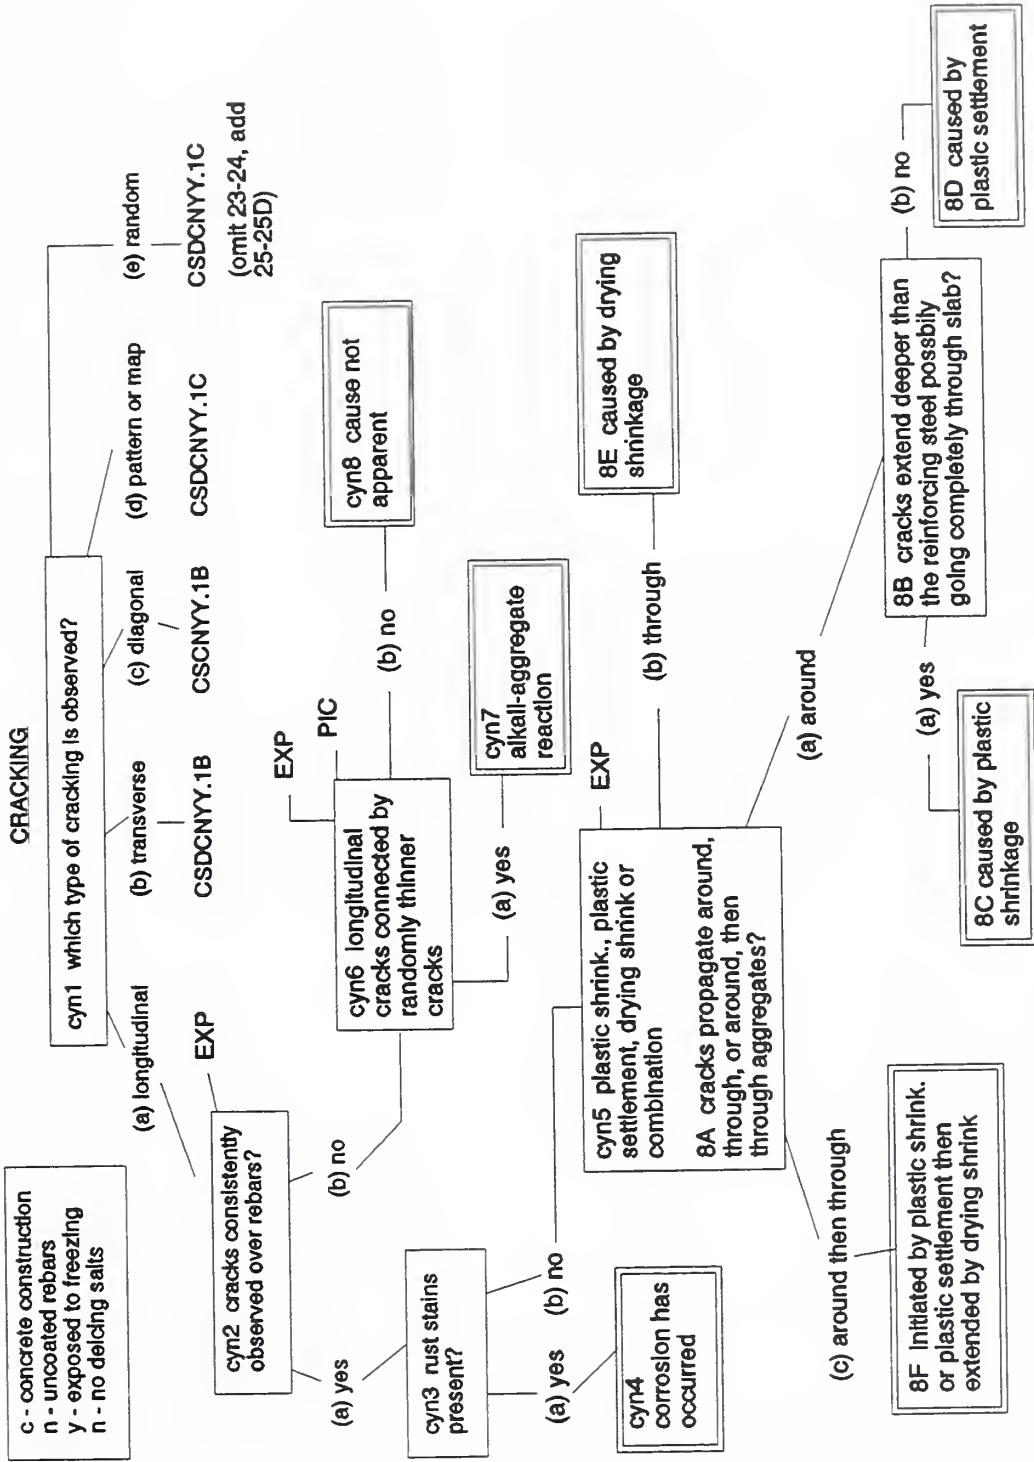 CRACKING
c - concrete construction
n - uncoated rebars
y - exposed to freezing
n - no deicing salts
cyn1 which type of cracking is observed?
(a) longitudinal
(b) transverse
(c) diagonal
(d) pattern or map
(e) random
CSDCNYY.1B
CSCNYY.1B
CSDCNYY.1C
CSDCNYY.1C
(omit 23-24, add
25-25D)
EXP
cyn2 cracks consistently
observed over rebars?
(a) yes
(b) no
EXP
PIC
cyn6 longitudinal
cracks connected by
randomly thinner
cracks
(b) no
cyn8 cause not
apparent
(a) yes
cyn7
alkali-aggregate
reaction
cyn3 rust stains
present?
(a) yes
(b) no
cyn4
corrosion has
occurred
EXP
cyn5 plastic shrink., plastic
settlement, drying shrink or
combination
8A cracks propagate around,
through, or around, then
through aggregates?
(b) through
8E caused by drying
shrinkage
(a) around
(c) around then through
8F initiated by plastic shrink.
or plastic settlement then
extended by drying shrink
8B cracks extend deeper than
the reinforcing steel possbily
going completely through slab?
(a) yes
(b) no
8C caused by plastic
shrinkage
8D caused by
plastic settlement